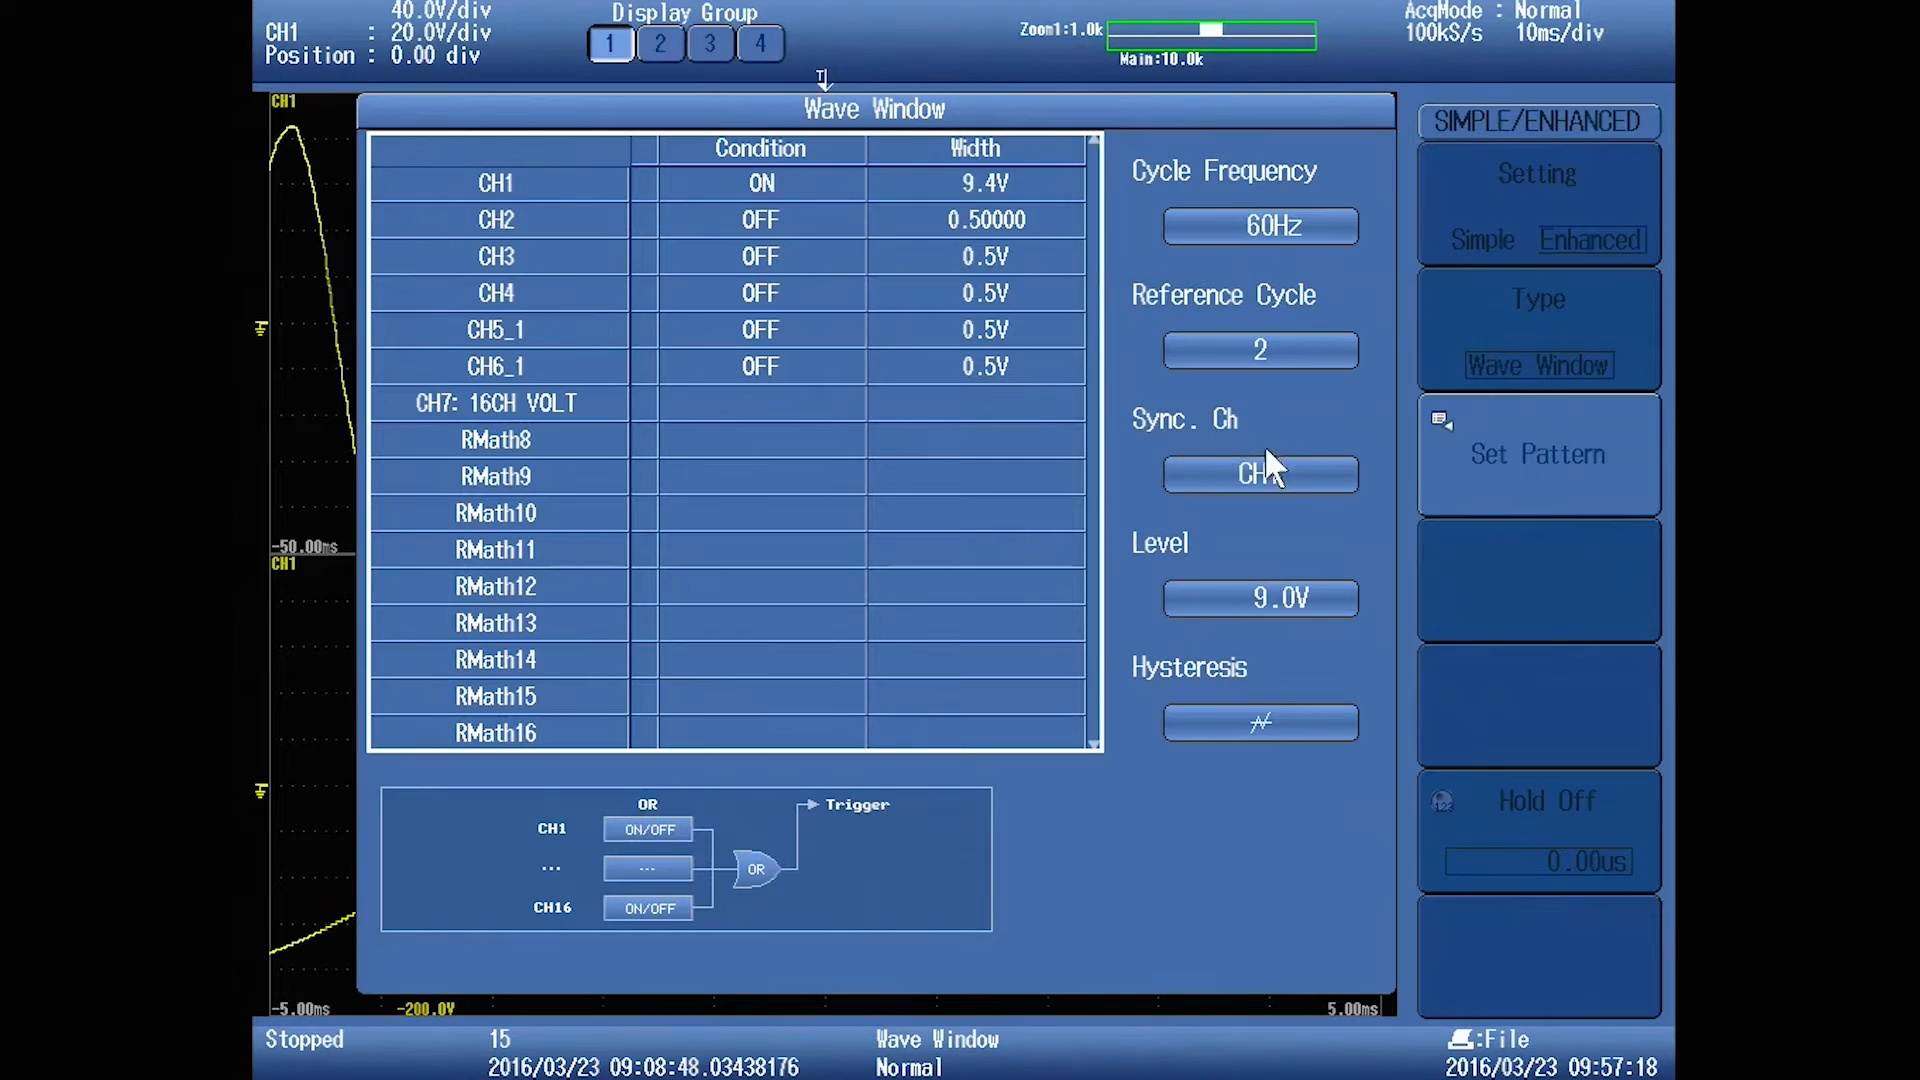 40.0V/div
CH1 : 20.0V/div
Position : 0.00 div
Display Group
1 2 3 4
Zoom1:1.0k
Main:10.0k
AcqMode : Normal
100kS/s 10ms/div
T
CH1
Wave Window
Condition Width
CH1 ON 9.4V
CH2 OFF 0.50000
CH3 OFF 0.5V
CH4 OFF 0.5V
CH5_1 OFF 0.5V
CH6_1 OFF 0.5V
CH7: 16CH VOLT
RMath8
RMath9
RMath10
RMath11
RMath12
RMath13
RMath14
RMath15
RMath16
Cycle Frequency
60Hz
Reference Cycle
2
Sync. Ch
Level
9.0V
Hysteresis
SIMPLE/ENHANCED
Setting
Simple Enhanced
Type
Wave Window
Set Pattern
Hold Off
0.00us
-50.00ms
CH1
OR
Trigger
CH1 ON/OFF
... ...
OR
CH16 ON/OFF
-5.00ms -200.0V 5.00ms
Stopped 15 Wave Window :File
2016/03/23 09:08:48.03438176 Normal 2016/03/23 09:57:18